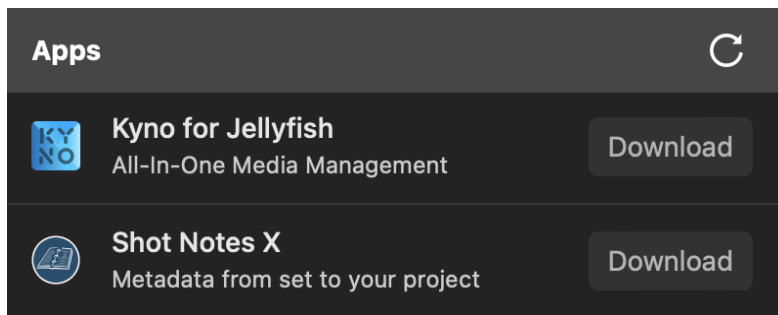 Apps
KY
NO
Kyno for Jellyfish
All-In-One Media Management
Download
Shot Notes X
Metadata from set to your project
Download